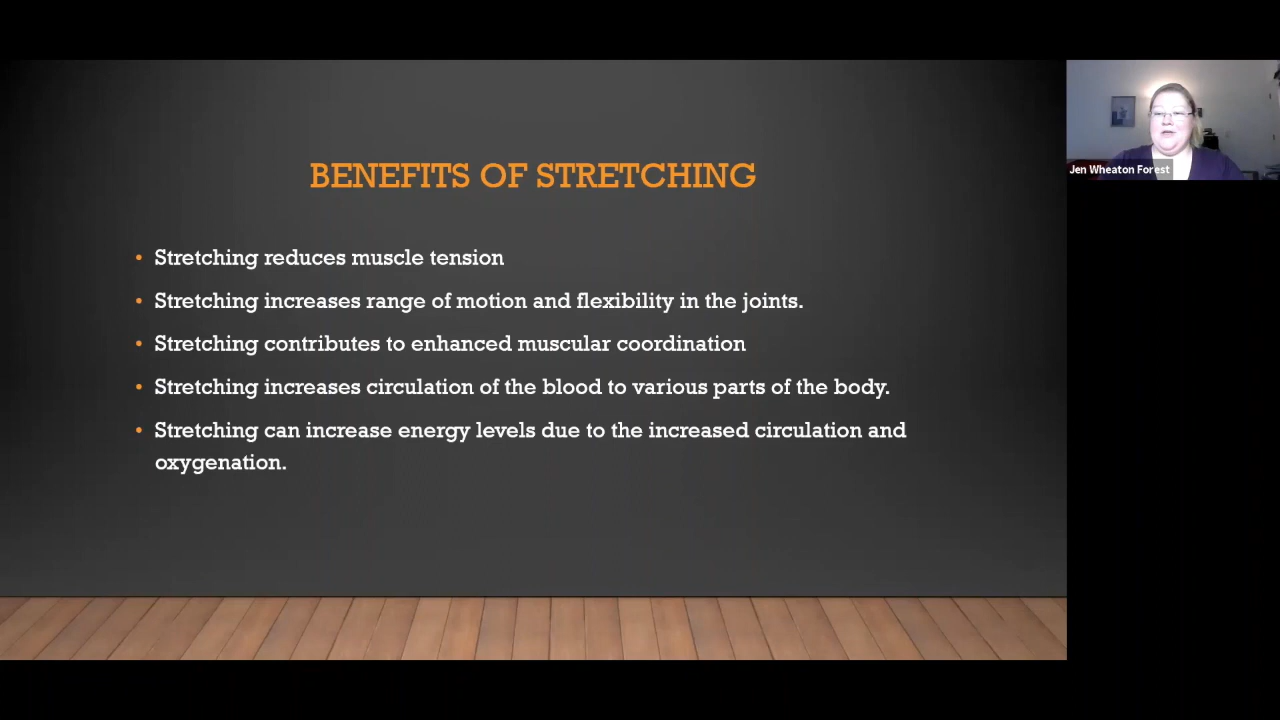 BENEFITS OF STRETCHING
• Stretching reduces muscle tension
• Stretching increases range of motion and flexibility in the joints.
• Stretching contributes to enhanced muscular coordination
• Stretching increases circulation of the blood to various parts of the body.
• Stretching can increase energy levels due to the increased circulation and
oxygenation.
Jen Wheaton Forest